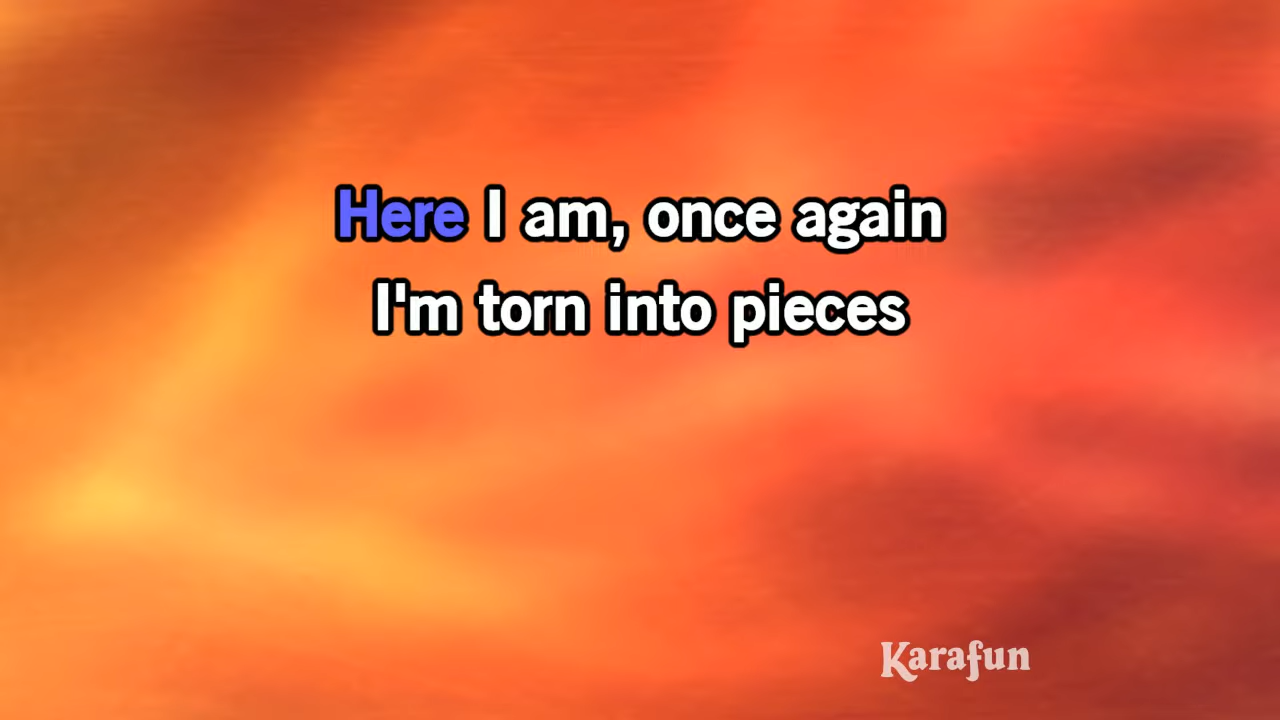 Here I am, once again
I'm torn into pieces
Karafun